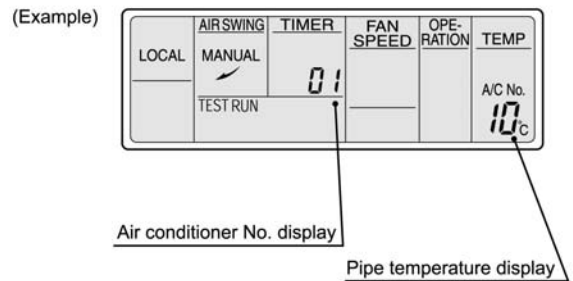 (Example)
LOCAL
AIR SWING
MANUAL
TIMER
01
TEST RUN
FAN
SPEED
OPE-
RATION
TEMP
A/C No.
10°C
Air conditioner No. display
Pipe temperature display